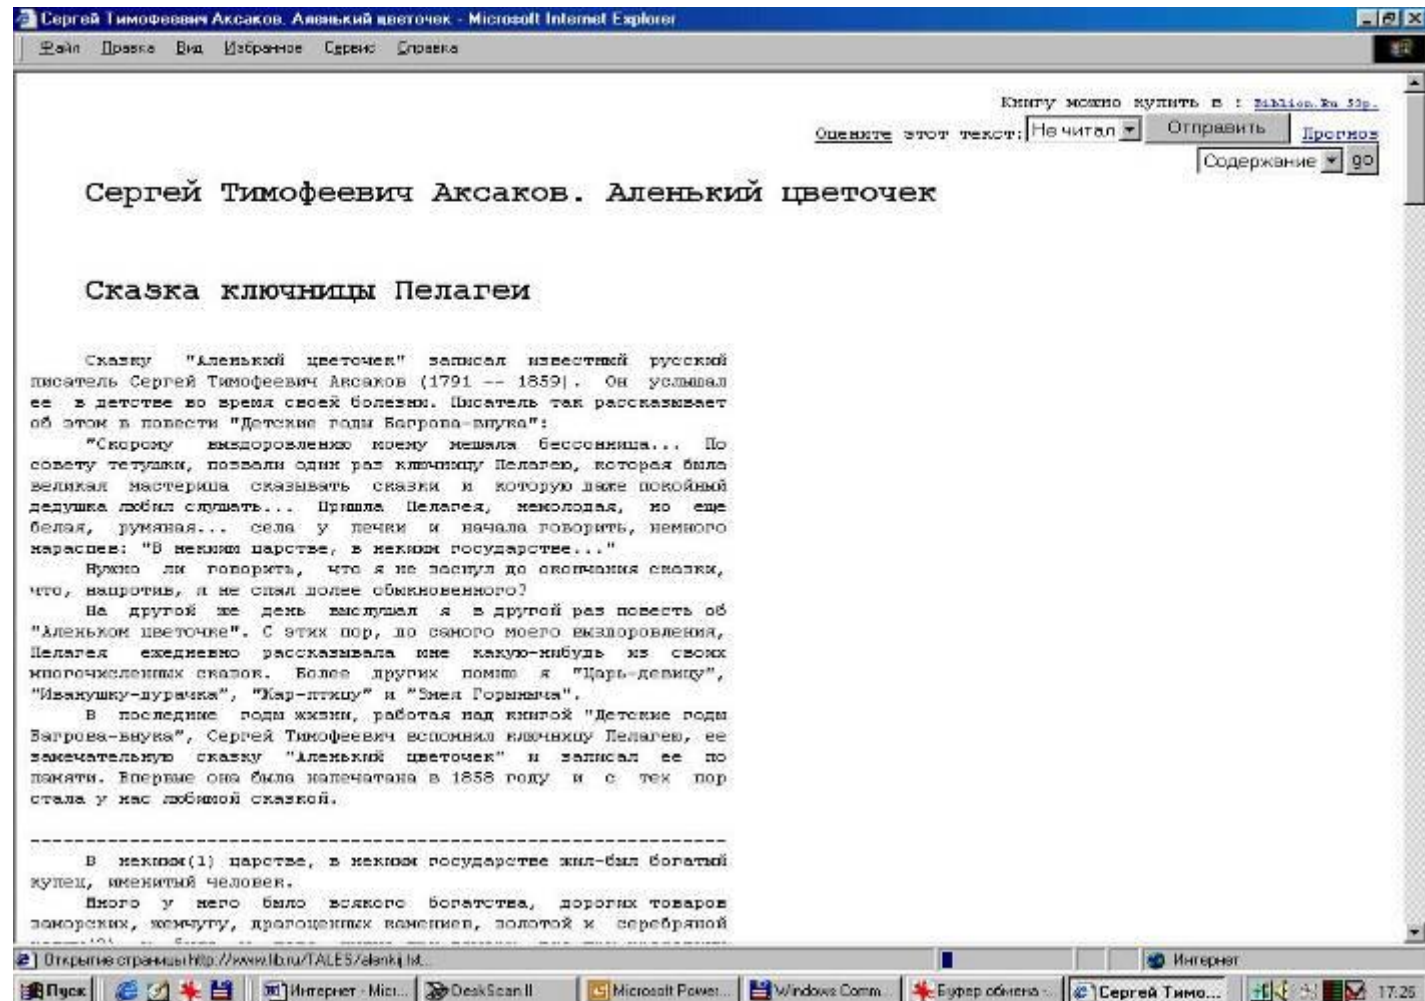 Сергей Тимофеевич Аксаков. Аленький цветочек - Microsoft Internet Explorer
Файл Правка Вид Избранное Сервис Справка
Книгу можно купить в : Biblion.Ru 53р.
Оцените этот текст: Не читал Отправить Прогноз
Содержание go
Сергей Тимофеевич Аксаков. Аленький цветочек
Сказка ключницы Пелагеи
Сказку "Аленький цветочек" записал известный русский
писатель Сергей Тимофеевич Аксаков (1791 -- 1859). Он услышал
ее в детстве во время своей болезни. Писатель так рассказывает
об этом в повести "Детские годы Багрова-внука":
"Скорому выздоровлению моему мешала бессонница... По
совету тетушки, позвали один раз ключницу Пелагею, которая была
великая мастерица сказывать сказки и которую даже покойный
дедушка любил слушать... Пришла Пелагея, немолодая, но еще
белая, румяная... села у печки и начала говорить, немного
нараспев: "В некиим царстве, в некиим государстве..."
Нужно ли говорить, что я не заснул до окончания сказки,
что, напротив, я не спал долее обыкновенного?
На другой же день выслушал я в другой раз повесть об
"Аленьком цветочке". С этих пор, до самого моего выздоровления,
Пелагея ежедневно рассказывала мне какую-нибудь из своих
многочисленных сказок. Более других помню я "Царь-девицу",
"Иванушку-дурачка", "Жар-птицу" и "Змея Горыныча".
В последние годы жизни, работая над книгой "Детские годы
Багрова-внука", Сергей Тимофеевич вспомнил ключницу Пелагею, ее
замечательную сказку "Аленький цветочек" и записал ее по
памяти. Впервые она была напечатана в 1858 году и с тех пор
стала у нас любимой сказкой.
В некиим(1) царстве, в некиим государстве жил-был богатый
купец, именитый человек.
Много у него было всякого богатства, дорогих товаров
заморских, жемчугу, драгоценных камениев, золотой и серебряной
Открытие страницы http://www.lib.ru/TALES/alenkij.txt... Интернет
Пуск Интернет - Micr... DeskScan II Microsoft Power... Windows Comm... Буфер обмена -... Сергей Тимо... 17:25